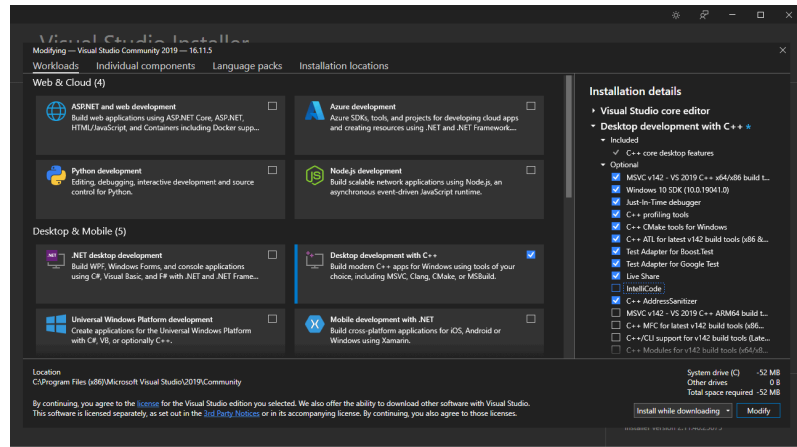 Visual Studio Installer
Modifying — Visual Studio Community 2019 — 16.11.5
Workloads Individual components Language packs Installation locations
Web & Cloud (4)
ASP.NET and web development
Build web applications using ASP.NET Core, ASP.NET,
HTML/JavaScript, and Containers including Docker supp...
Azure development
Azure SDKs, tools, and projects for developing cloud apps
and creating resources using .NET and .NET Framework....
Python development
Editing, debugging, interactive development and source
control for Python.
Node.js development
Build scalable network applications using Node.js, an
asynchronous event-driven JavaScript runtime.
Desktop & Mobile (5)
.NET desktop development
Build WPF, Windows Forms, and console applications
using C#, Visual Basic, and F# with .NET and .NET Frame...
Desktop development with C++
Build modern C++ apps for Windows using tools of your
choice, including MSVC, Clang, CMake, or MSBuild.
Universal Windows Platform development
Create applications for the Universal Windows Platform
with C#, VB, or optionally C++.
Mobile development with .NET
Build cross-platform applications for iOS, Android or
Windows using Xamarin.
Installation details
Visual Studio core editor
Desktop development with C++ *
Included
C++ core desktop features
Optional
MSVC v142 - VS 2019 C++ x64/x86 build t...
Windows 10 SDK (10.0.19041.0)
Just-In-Time debugger
C++ profiling tools
C++ CMake tools for Windows
C++ ATL for latest v142 build tools (x86 &...
Test Adapter for Boost.Test
Test Adapter for Google Test
Live Share
IntelliCode
C++ AddressSanitizer
MSVC v142 - VS 2019 C++ ARM64 build t...
C++ MFC for latest v142 build tools (x86...
C++/CLI support for v142 build tools (Late...
C++ Modules for v142 build tools (x64/x8...
Location
C:\Program Files (x86)\Microsoft Visual Studio\2019\Community
System drive (C) -52 MB
Other drives 0 B
Total space required -52 MB
By continuing, you agree to the license for the Visual Studio edition you selected. We also offer the ability to download other software with Visual Studio.
This software is licensed separately, as set out in the 3rd Party Notices or in its accompanying license. By continuing, you also agree to those licenses.
Install while downloading Modify